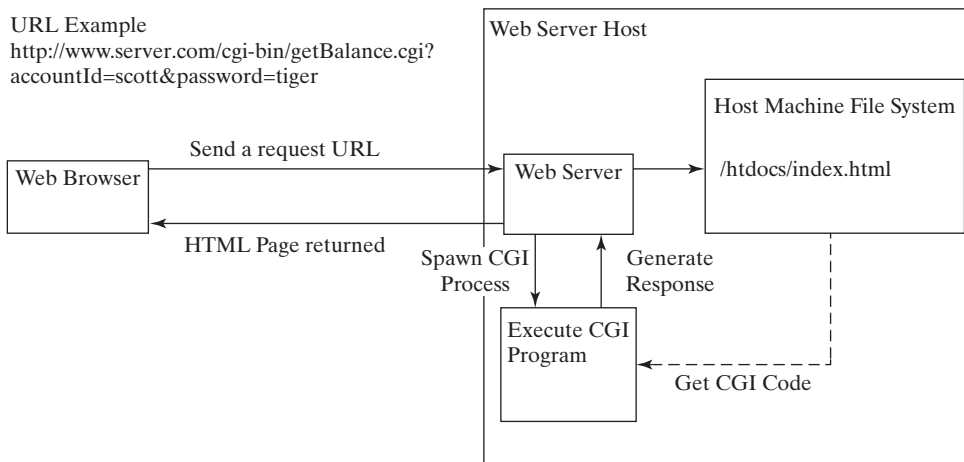 URL Example
http://www.server.com/cgi-bin/getBalance.cgi?
accountId=scott&password=tiger
Web Server Host
Host Machine File System
/htdocs/index.html
Send a request URL
Web Browser
Web Server
HTML Page returned
Spawn CGI
Process
Generate
Response
Execute CGI
Program
Get CGI Code